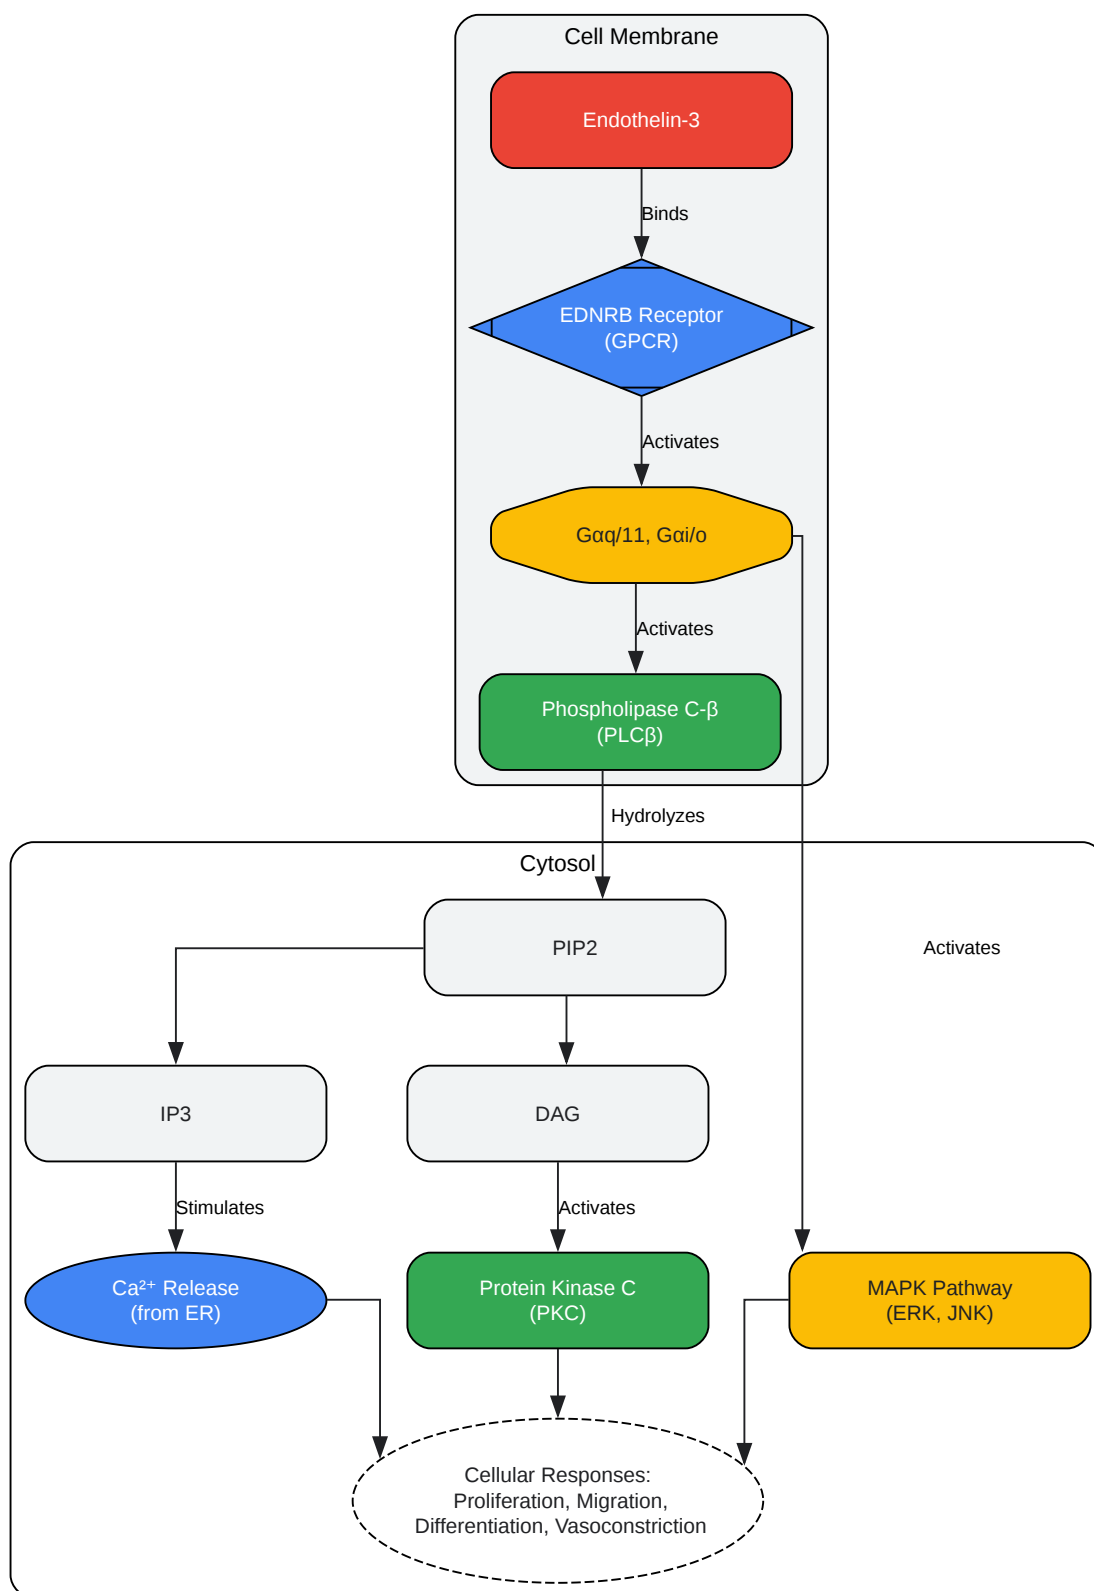 Cell Membrane
Endothelin-3
Binds
EDNRB Receptor
(GPCR)
Activates
Gαq/11, Gαi/o
Activates
Phospholipase C-β
(PLCβ)
Hydrolyzes
Cytosol
PIP2
Activates
IP3
DAG
Stimulates
Activates
Ca²⁺ Release
(from ER)
Protein Kinase C
(PKC)
MAPK Pathway
(ERK, JNK)
Cellular Responses:
Proliferation, Migration,
Differentiation, Vasoconstriction